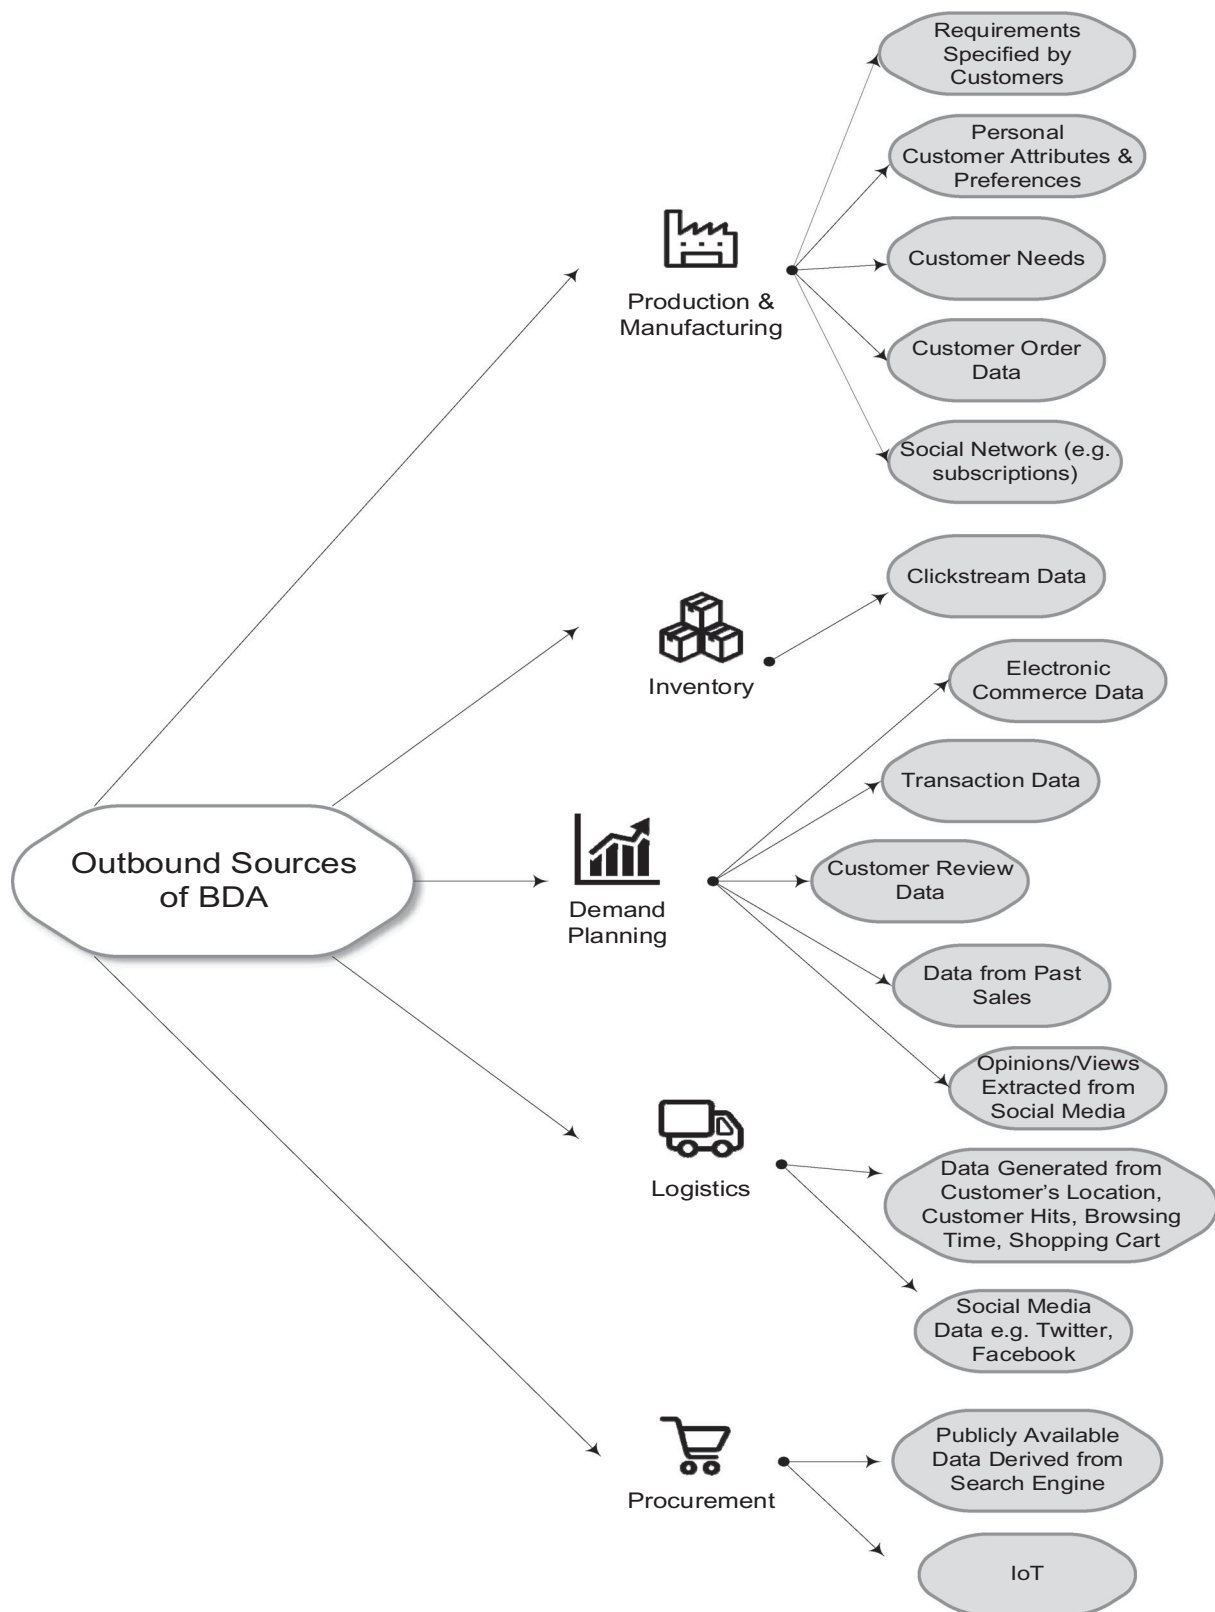 Requirements
Specified by
Customers
Personal
Customer Attributes &
Preferences
Customer Needs
Production &
Manufacturing
Customer Order
Data
Social Network (e.g.
subscriptions)
Clickstream Data
Inventory
Electronic
Commerce Data
Transaction Data
Outbound Sources
of BDA
Customer Review
Data
Demand
Planning
Data from Past
Sales
Opinions/Views
Extracted from
Social Media
Logistics
Data Generated from
Customer’s Location,
Customer Hits, Browsing
Time, Shopping Cart
Social Media
Data e.g. Twitter,
Facebook
Procurement
Publicly Available
Data Derived from
Search Engine
IoT